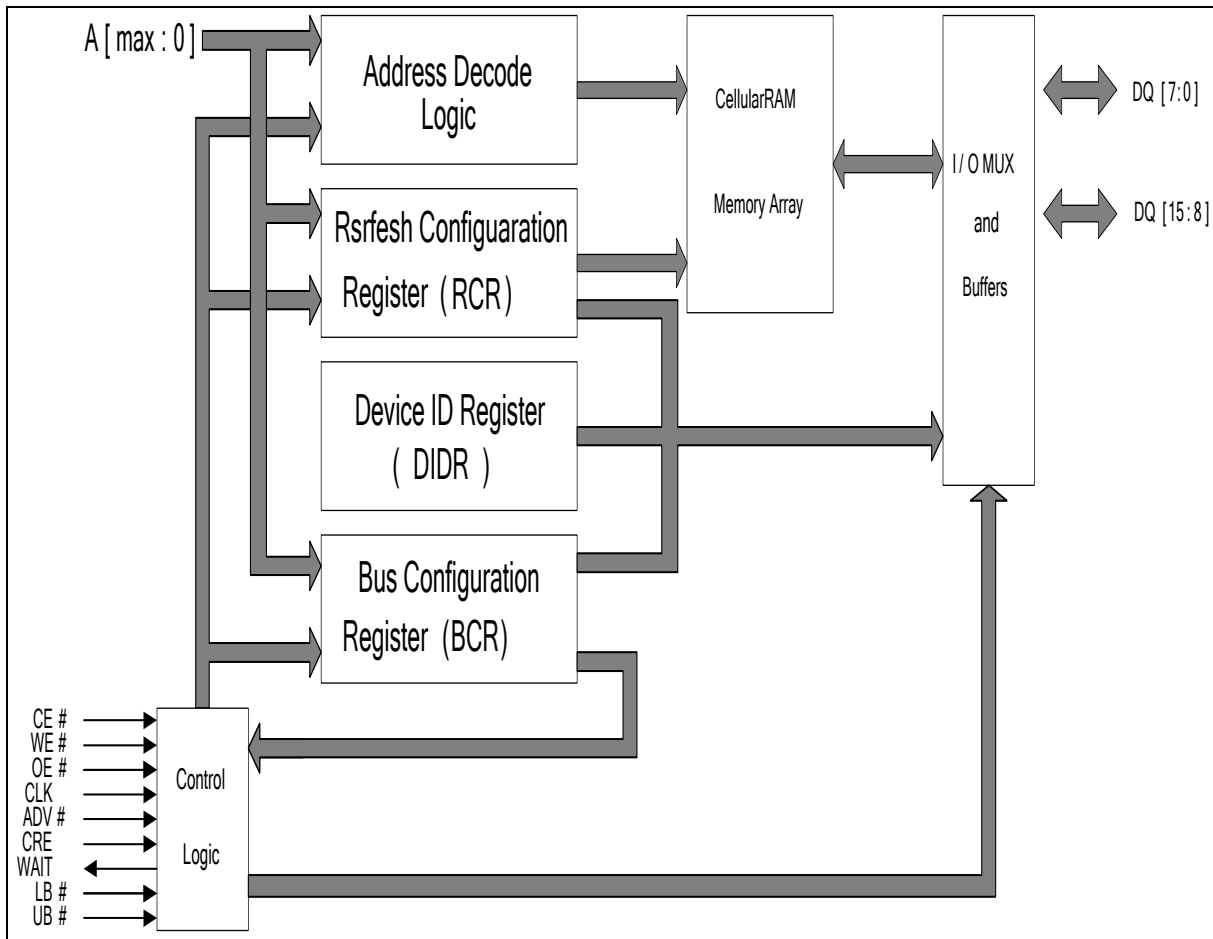 A [ max : 0 ]
Address Decode
Logic
CellularRAM
Memory Array
I / O MUX
and
Buffers
DQ [7:0]
DQ [15 : 8]
Rsrfesh Configuaration
Register ( RCR )
Device ID Register
( DIDR )
Bus Configuration
Register (BCR)
CE #
WE #
OE #
CLK
ADV #
CRE
WAIT
LB #
UB #
Control
Logic